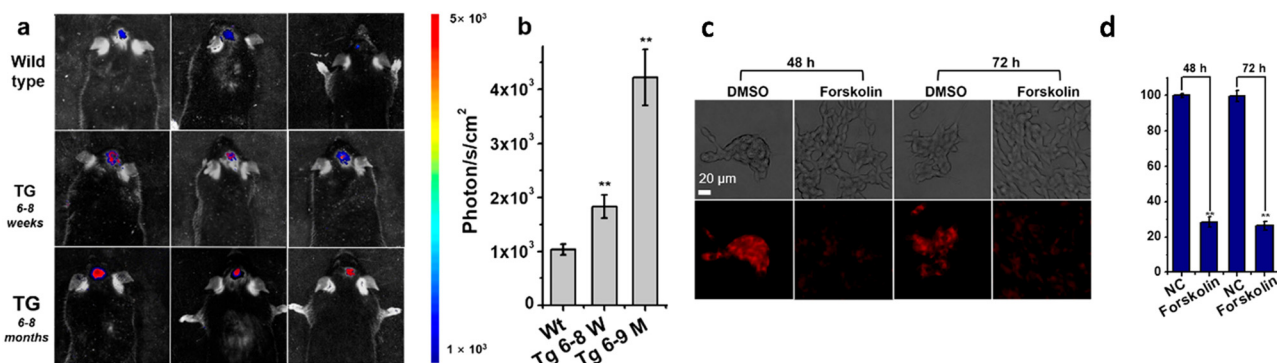 a
Wild
type
TG
6-8
weeks
TG
6-8
months
5× 10³
1 × 10³
b
Photon/s/cm²
4x10³
3x10³
2x10³
1x10³
0
**
**
Wt
Tg 6-8 W
Tg 6-9 M
c
48 h
72 h
DMSO
Forskolin
DMSO
Forskolin
20 µm
d
48 h
72 h
100
80
60
40
20
0
**
**
NC
Forskolin
NC
Forskolin